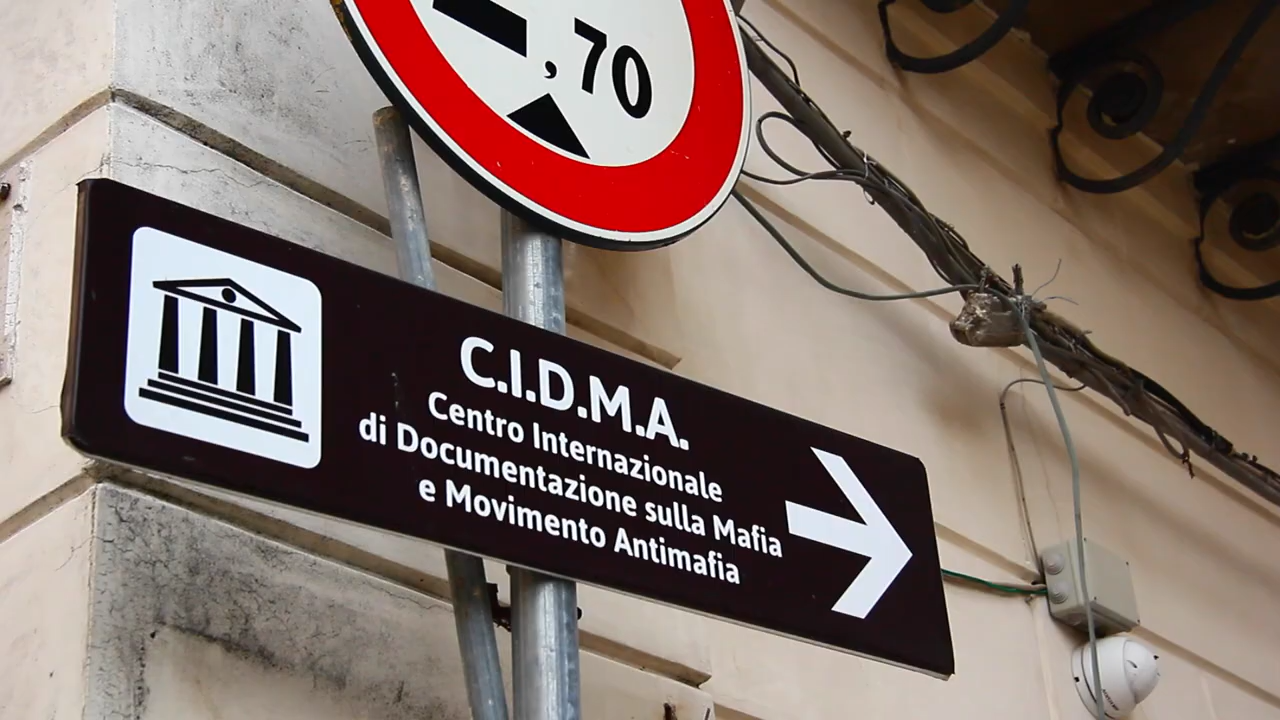 ,70
C.I.D.M.A.
Centro Internazionale
di Documentazione sulla Mafia
e Movimento Antimafia